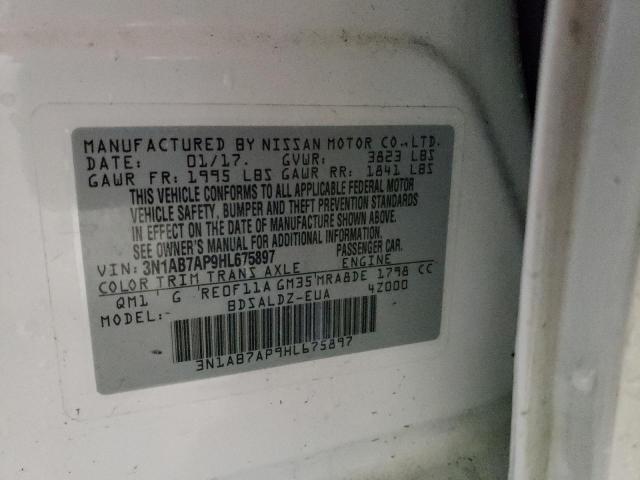 MANUFACTURED BY NISSAN MOTOR CO., LTD.
DATE: 01/17. GVWR: 3823 LBS
GAWR FR: 1995 LBS GAWR RR: 1841 LBS
THIS VEHICLE CONFORMS TO ALL APPLICABLE FEDERAL MOTOR
VEHICLE SAFETY, BUMPER AND THEFT PREVENTION STANDARDS
IN EFFECT ON THE DATE OF MANUFACTURE SHOWN ABOVE.
SEE OWNER'S MANUAL FOR ADDITIONAL INFORMATION.
VIN: 3N1AB7AP9HL675897 PASSENGER CAR.
COLOR TRIM TRANS AXLE ENGINE
QM1 G RE0F11A GM35 MRA8DE 1798 CC
MODEL: BDSALDZ-EUA 4Z000
3N1AB7AP9HL675897